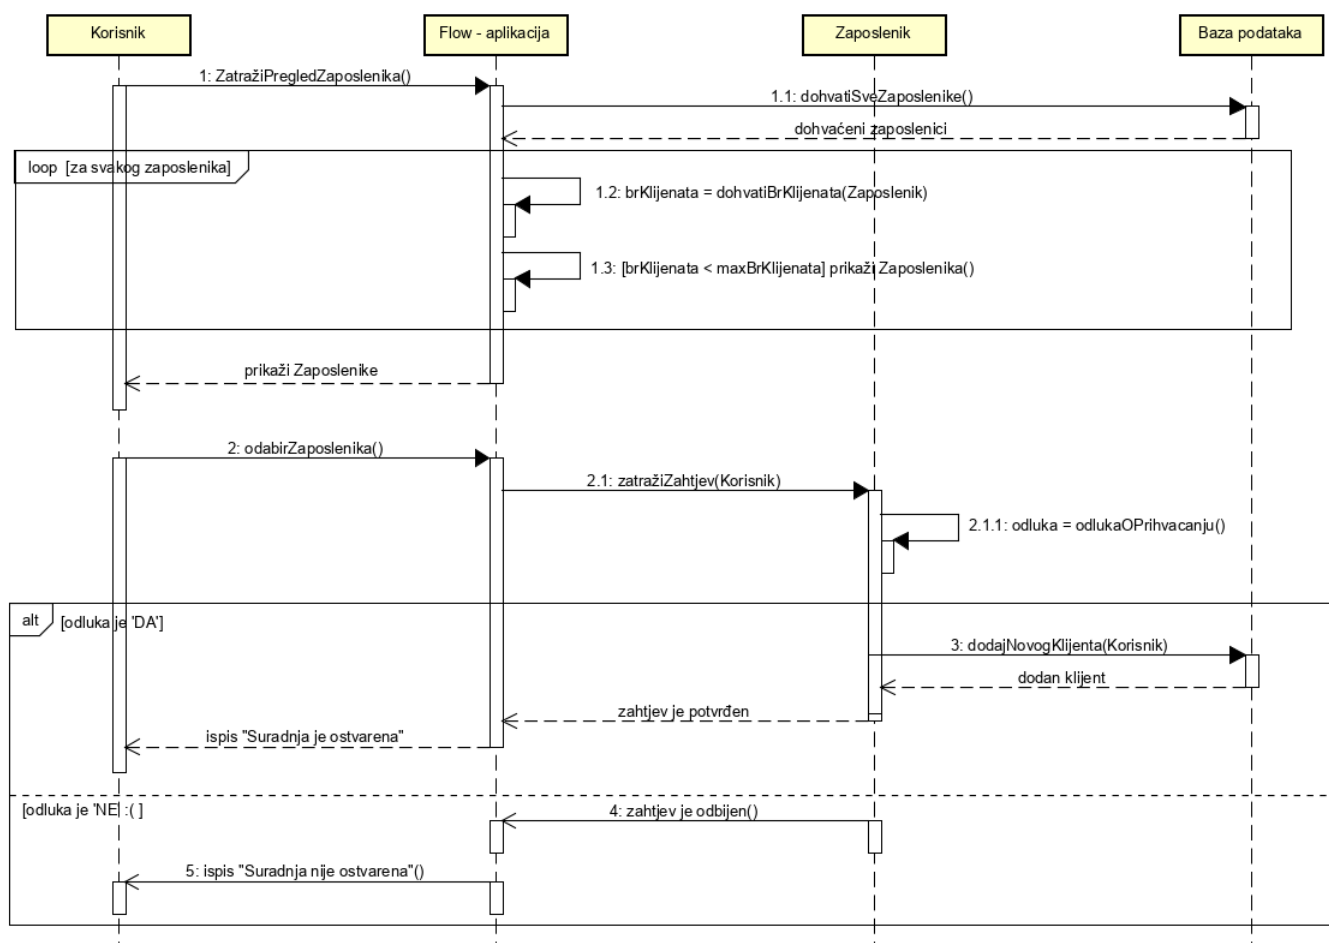 Korisnik
Flow - aplikacija
Zaposlenik
Baza podataka
1: ZatražiPregledZaposlenika()
1.1: dohvatiSveZaposlenike()
dohvaćeni zaposlenici
loop [za svakog zaposlenika]
1.2: brKlijenata = dohvatiBrKlijenata(Zaposlenik)
1.3: [brKlijenata < maxBrKlijenata] prikaži Zaposlenika()
prikaži Zaposlenike
2: odabirZaposlenika()
2.1: zatražiZahtjev(Korisnik)
2.1.1: odluka = odlukaOPrihvacanju()
alt [odluka je 'DA']
3: dodajNovogKlijenta(Korisnik)
dodan klijent
zahtjev je potvrđen
ispis "Suradnja je ostvarena"
[odluka je 'NE' :( ]
4: zahtjev je odbijen()
5: ispis "Suradnja nije ostvarena"()